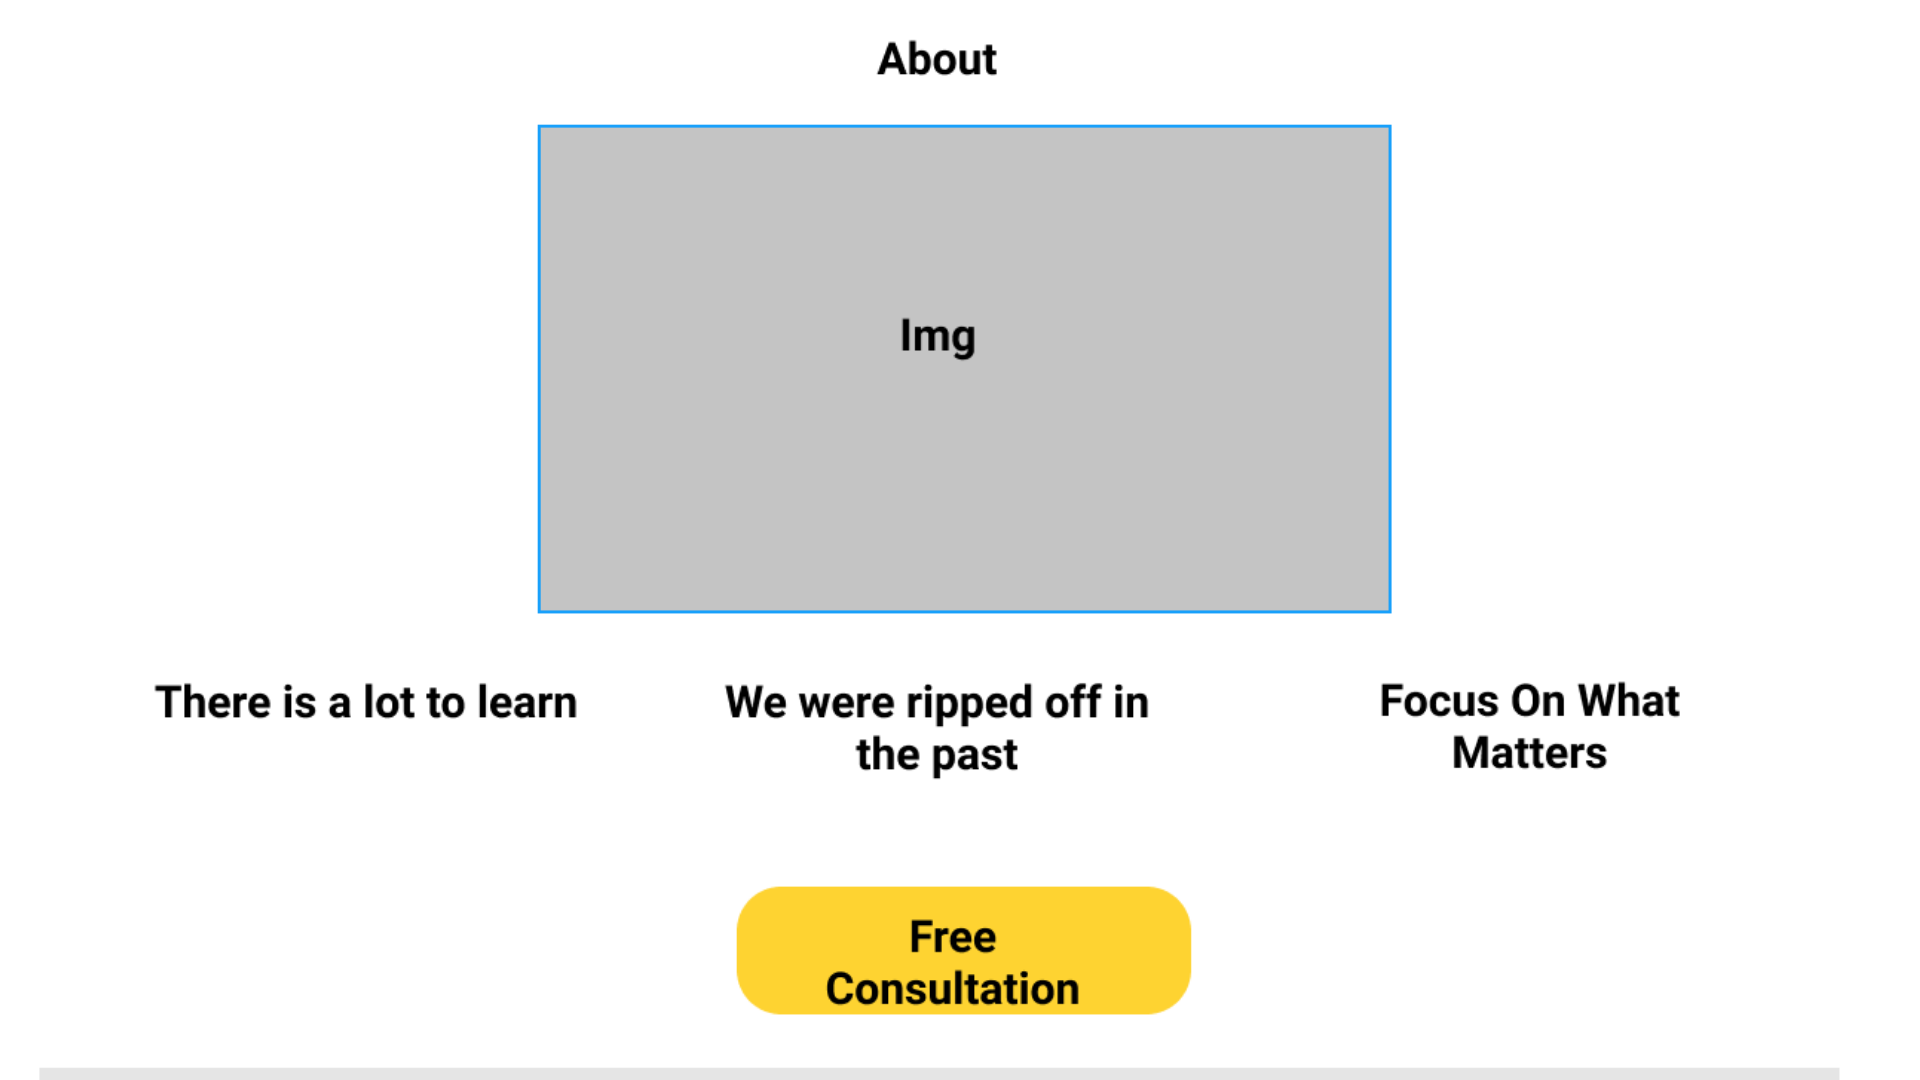 About
Img
There is a lot to learn
We were ripped off in
the past
Focus On What
Matters
Free
Consultation